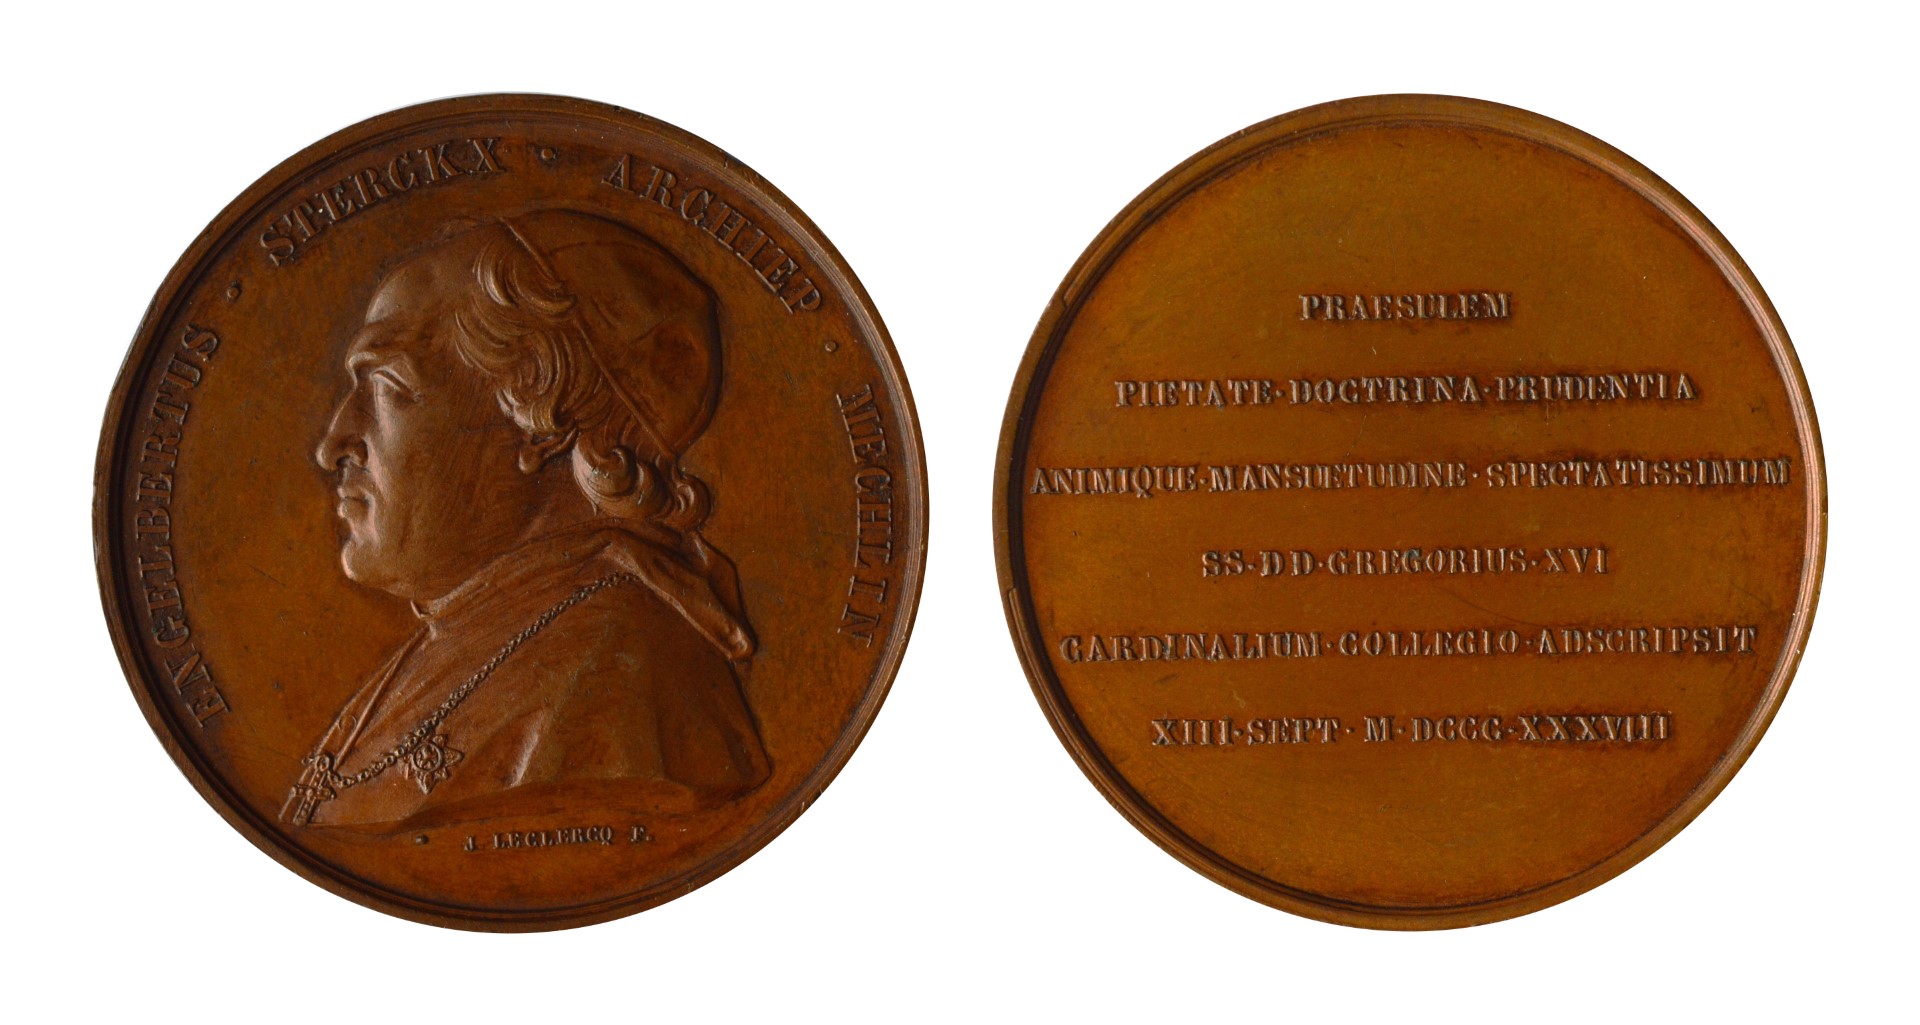 ENGELBERTUS · STERCKX · ARCHIEP · MECHLIN
J. LECLERCQ F.
PRAESULEM
PIETATE·DOCTRINA·PRUDENTIA
ANIMIQUE·MANSUETUDINE·SPECTATISSIMUM
SS·DD·GREGORIUS·XVI
CARDINALIUM·COLLEGIO·ADSCRIPSIT
XIII·SEPT·M·DCCC·XXXVIII